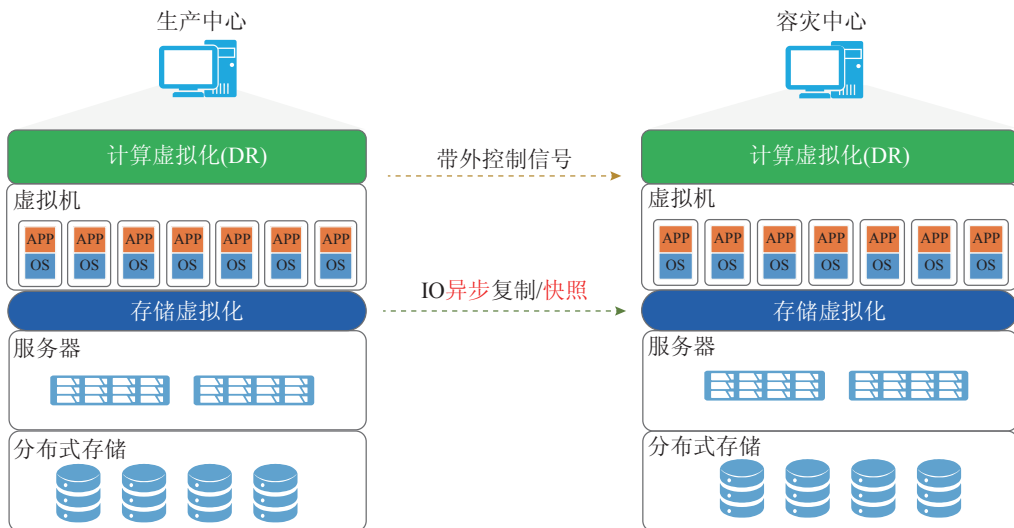 生产中心
容灾中心
计算虚拟化(DR)
带外控制信号
计算虚拟化(DR)
虚拟机
虚拟机
APP APP APP APP APP APP APP
OS OS OS OS OS OS OS
APP APP APP APP APP APP APP
OS OS OS OS OS OS OS
存储虚拟化
IO异步复制/快照
存储虚拟化
服务器
服务器
分布式存储
分布式存储